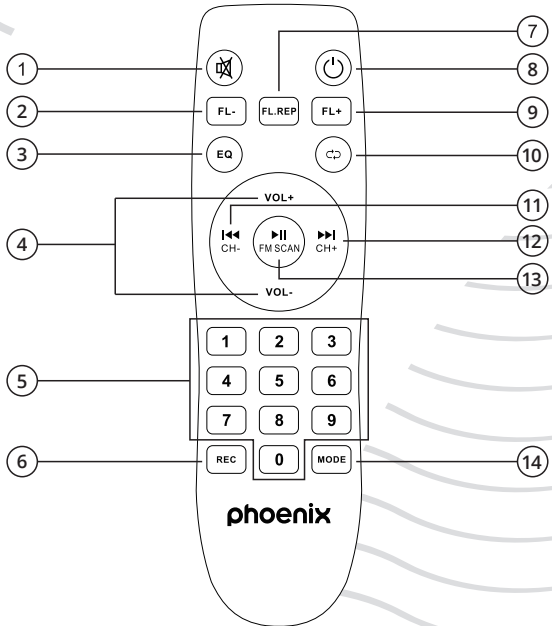 7
1
8
2
FL-
FL.REP
FL+
9
3
EQ
10
VOL+
11
4
CH-
FM SCAN
CH+
12
13
VOL-
1
2
3
5
4
5
6
7
8
9
6
REC
0
MODE
14
phoenix